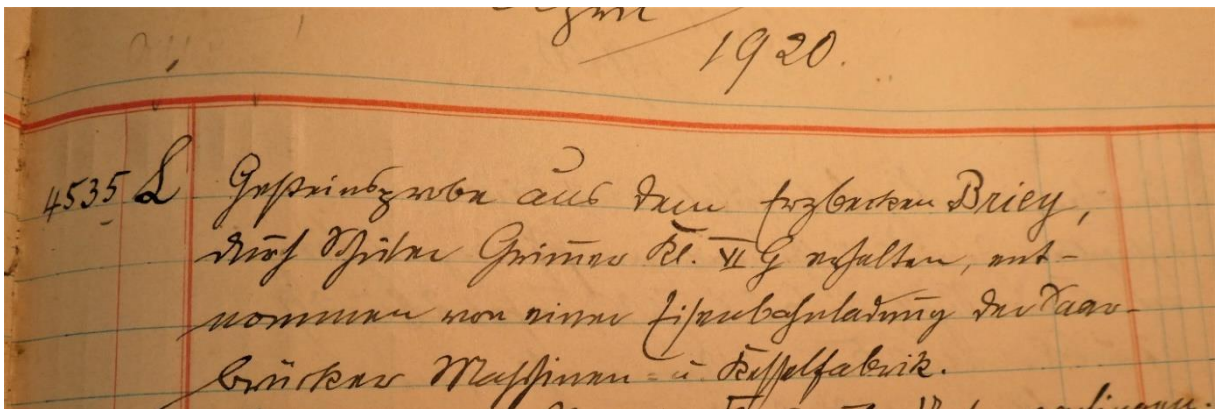 1920.
4535 L Gesteinsprobe aus dem Erzbecken Briey,
durch Schüler Grimmer Kl. VI G erhalten, ent-
nommen von einer Eisenbahnladung der Saar-
brücker Maschinen- u. Kesselfabrik.